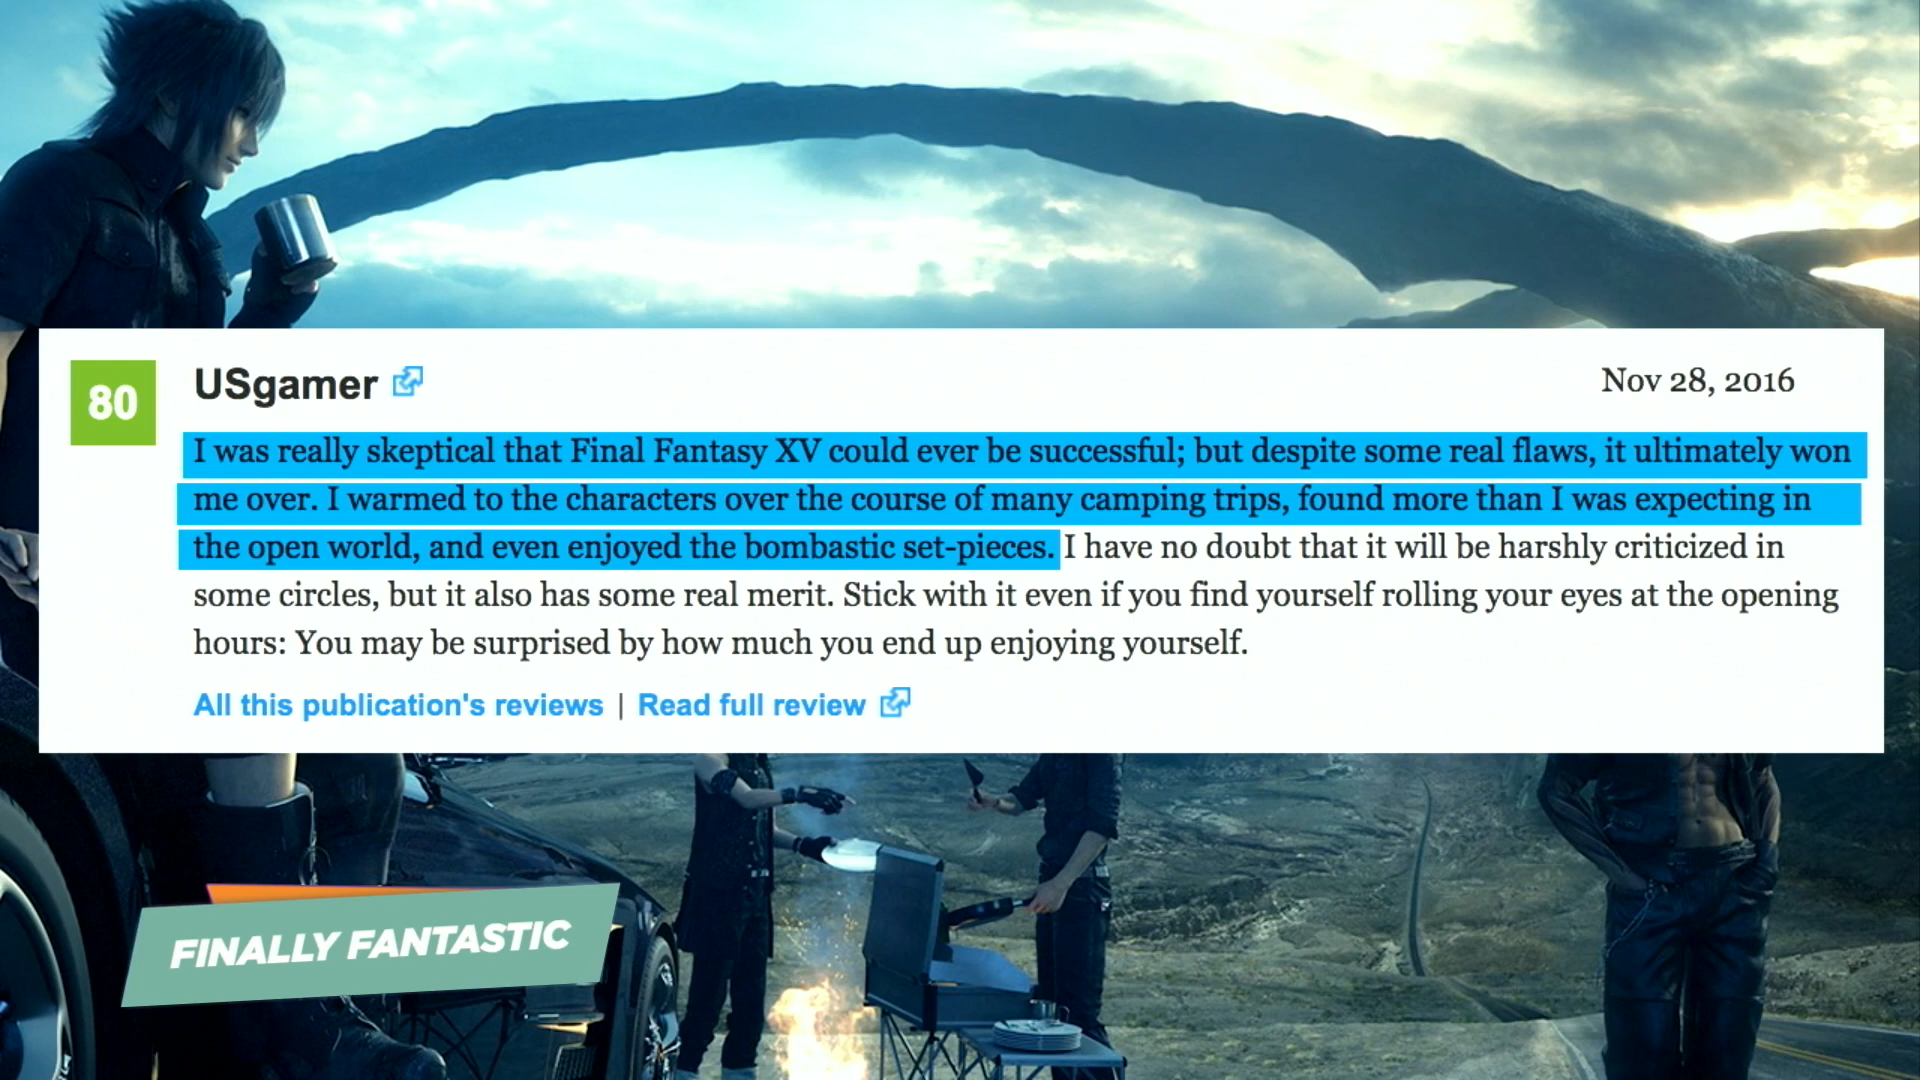 80
USgamer
Nov 28, 2016
I was really skeptical that Final Fantasy XV could ever be successful; but despite some real flaws, it ultimately won
me over. I warmed to the characters over the course of many camping trips, found more than I was expecting in
the open world, and even enjoyed the bombastic set-pieces. I have no doubt that it will be harshly criticized in
some circles, but it also has some real merit. Stick with it even if you find yourself rolling your eyes at the opening
hours: You may be surprised by how much you end up enjoying yourself.
All this publication's reviews | Read full review
FINALLY FANTASTIC